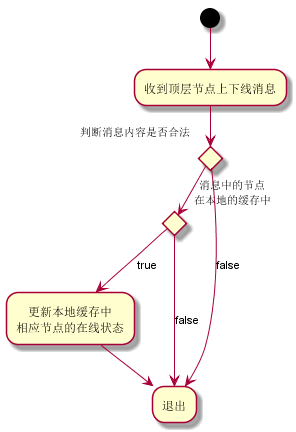 收到顶层节点上下线消息
判断消息内容是否合法
消息中的节点
在本地的缓存中
true
false
更新本地缓存中
相应节点的在线状态
false
退出